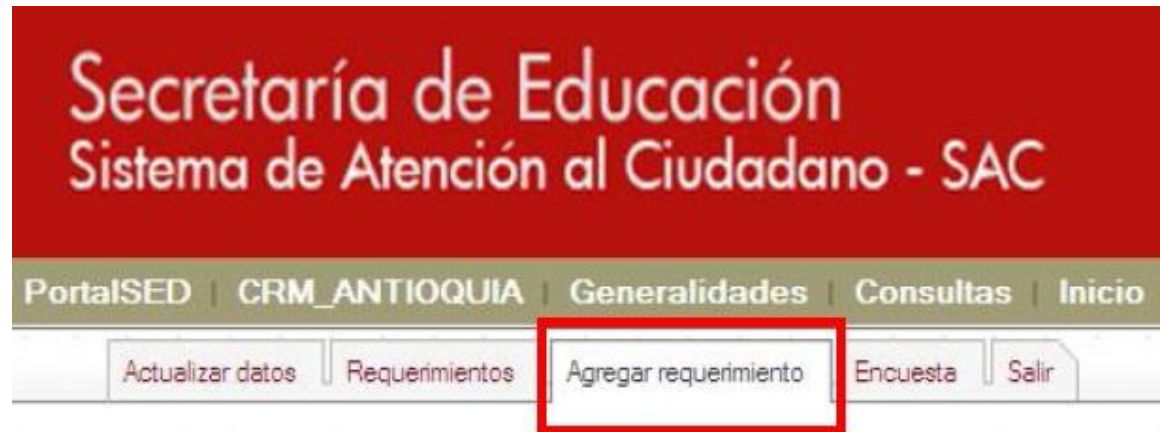 Secretaría de Educación
Sistema de Atención al Ciudadano - SAC
PortalSED | CRM_ANTIOQUIA | Generalidades | Consultas | Inicio
Actualizar datos Requerimientos Agregar requerimiento Encuesta Salir